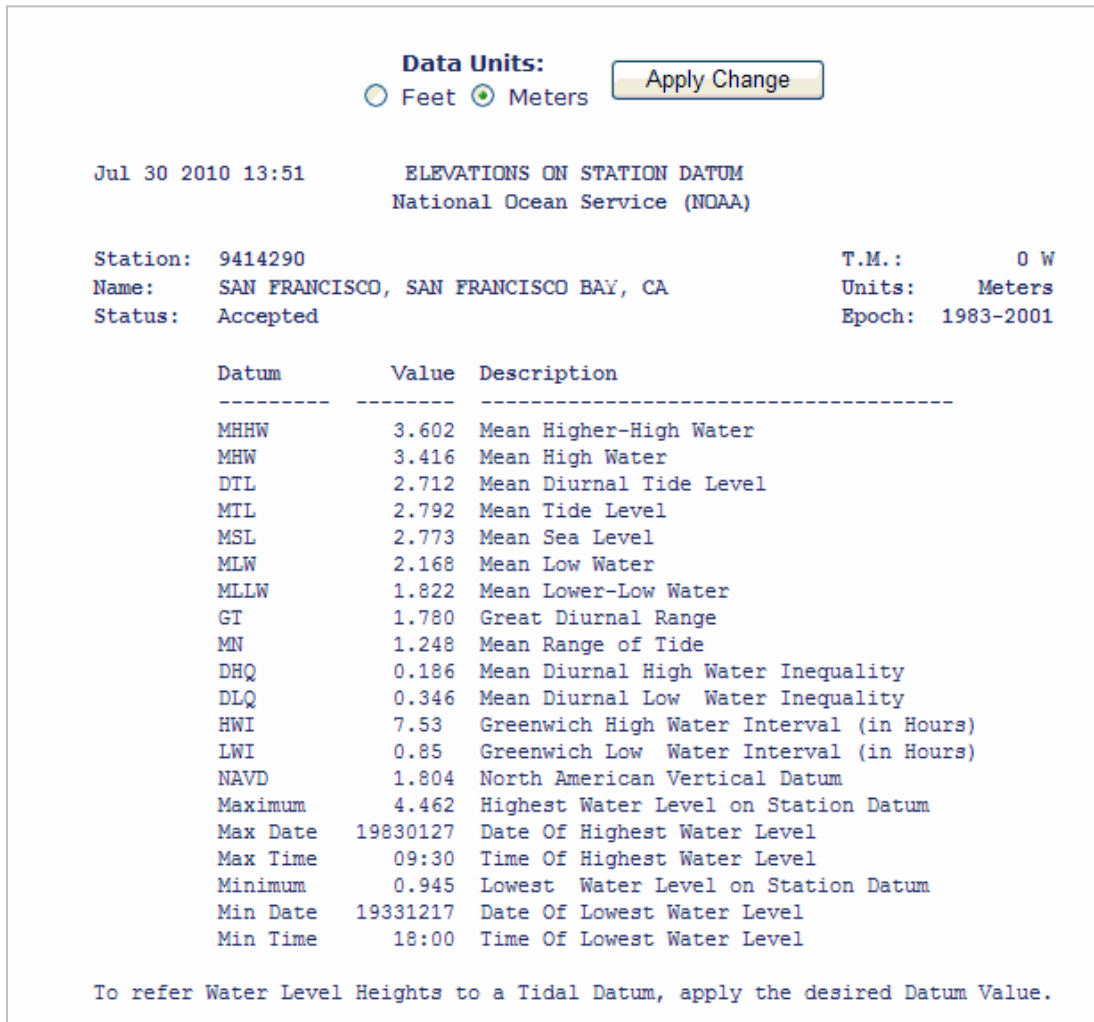 Data Units:
Feet Meters
Apply Change
Jul 30 2010 13:51 ELEVATIONS ON STATION DATUM
National Ocean Service (NOAA)
Station: 9414290 T.M.: 0 W
Name: SAN FRANCISCO, SAN FRANCISCO BAY, CA Units: Meters
Status: Accepted Epoch: 1983-2001
Datum Value Description
--------- -------- --------------------------------------
MHHW 3.602 Mean Higher-High Water
MHW 3.416 Mean High Water
DTL 2.712 Mean Diurnal Tide Level
MTL 2.792 Mean Tide Level
MSL 2.773 Mean Sea Level
MLW 2.168 Mean Low Water
MLLW 1.822 Mean Lower-Low Water
GT 1.780 Great Diurnal Range
MN 1.248 Mean Range of Tide
DHQ 0.186 Mean Diurnal High Water Inequality
DLQ 0.346 Mean Diurnal Low Water Inequality
HWI 7.53 Greenwich High Water Interval (in Hours)
LWI 0.85 Greenwich Low Water Interval (in Hours)
NAVD 1.804 North American Vertical Datum
Maximum 4.462 Highest Water Level on Station Datum
Max Date 19830127 Date Of Highest Water Level
Max Time 09:30 Time Of Highest Water Level
Minimum 0.945 Lowest Water Level on Station Datum
Min Date 19331217 Date Of Lowest Water Level
Min Time 18:00 Time Of Lowest Water Level
To refer Water Level Heights to a Tidal Datum, apply the desired Datum Value.